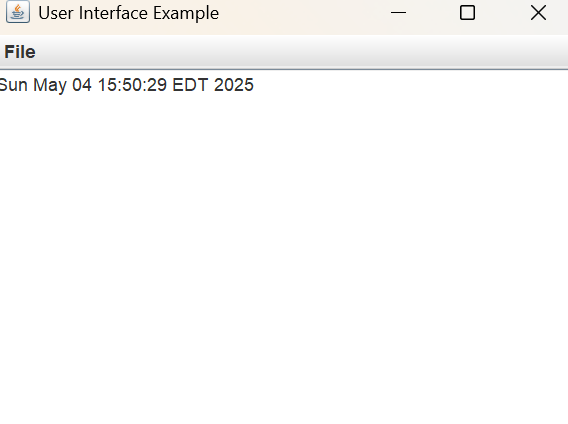 User Interface Example
File
Sun May 04 15:50:29 EDT 2025